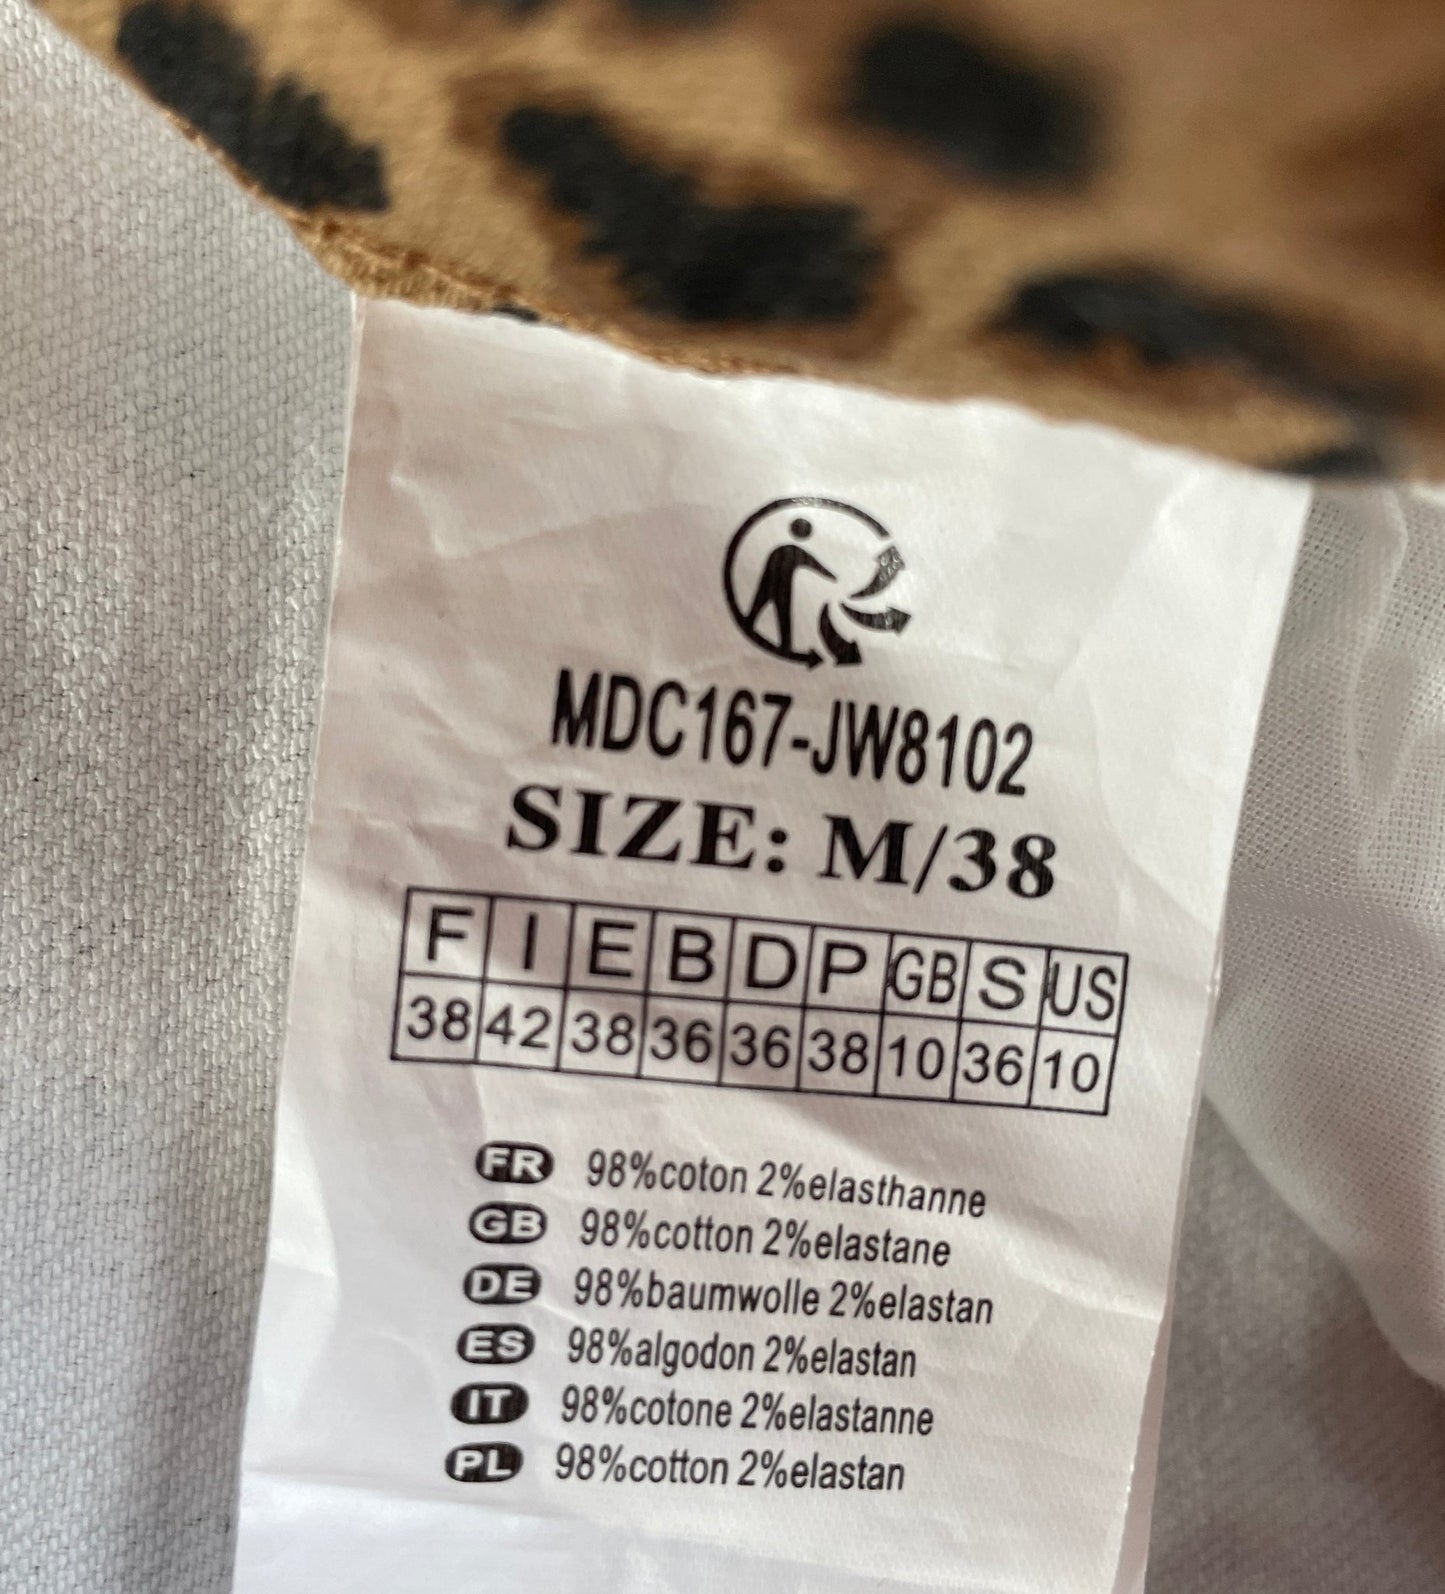 MDC167-JW8102
SIZE: M/38
F I E B D P GB S US
38 42 38 36 36 38 10 36 10
FR 98%coton 2%elasthanne
GB 98%cotton 2%elastane
DE 98%baumwolle 2%elastan
ES 98%algodon 2%elastan
IT 98%cotone 2%elastanne
PL 98%cotton 2%elastan